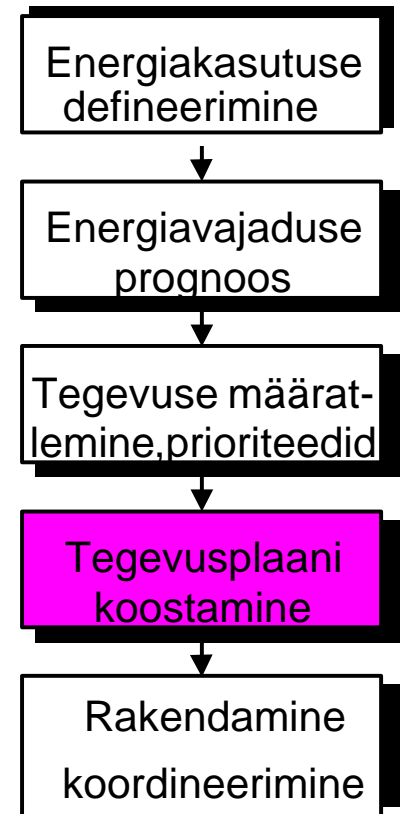 Energiakasutuse
defineerimine
Energiavajaduse
prognoos
Tegevuse määrat-
lemine,prioriteedid
Tegevusplaani
koostamine
Rakendamine
koordineerimine